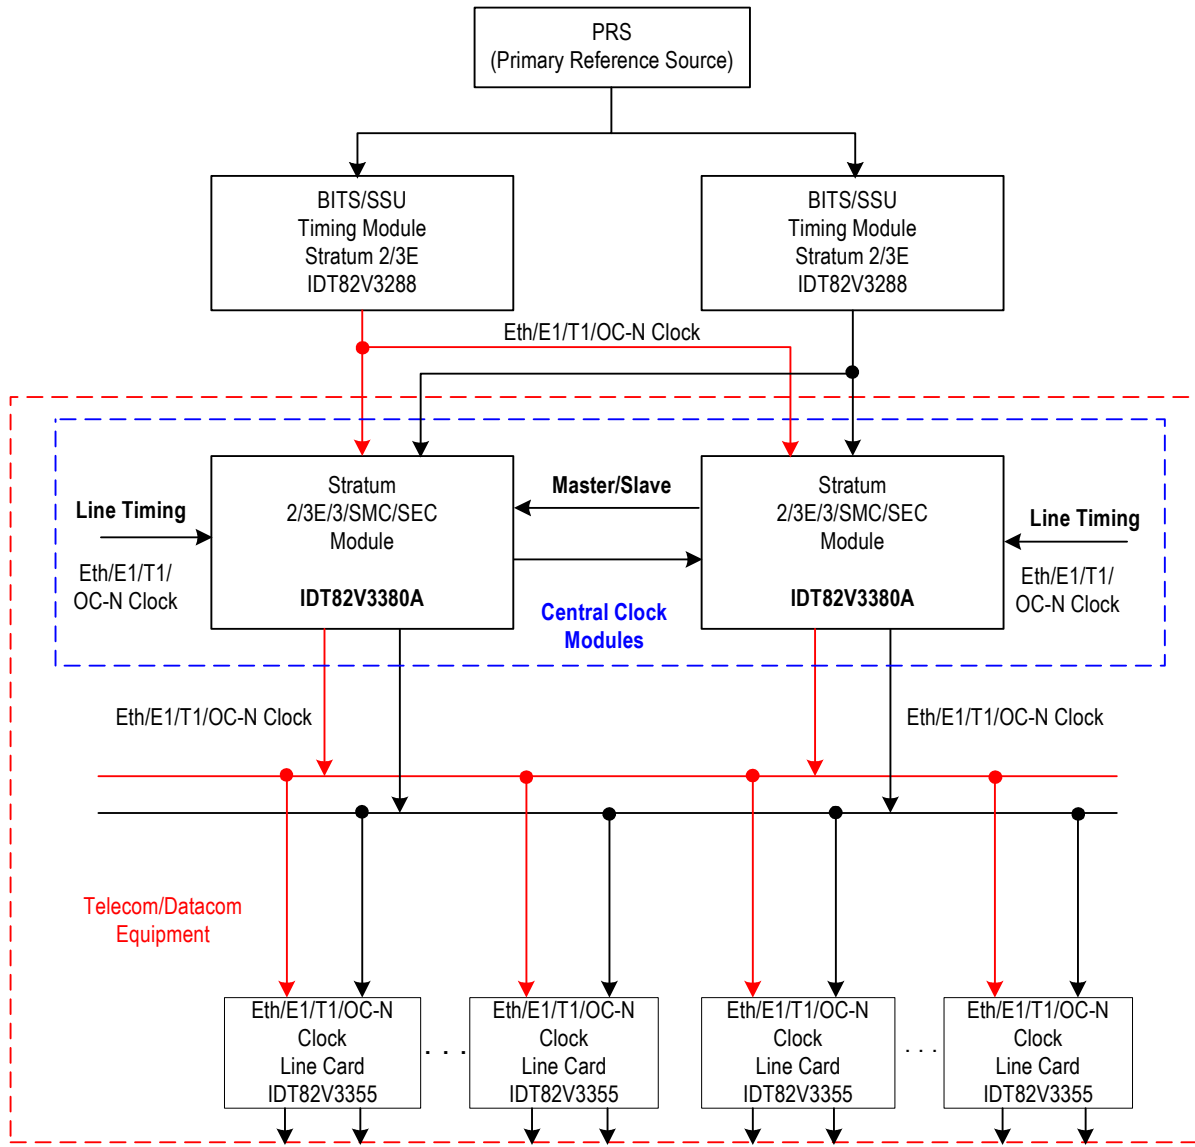 PRS
(Primary Reference Source)
BITS/SSU
Timing Module
Stratum 2/3E
IDT82V3288
BITS/SSU
Timing Module
Stratum 2/3E
IDT82V3288
Eth/E1/T1/OC-N Clock
Line Timing
Eth/E1/T1/
OC-N Clock
Stratum
2/3E/3/SMC/SEC
Module
IDT82V3380A
Master/Slave
Central Clock
Modules
Stratum
2/3E/3/SMC/SEC
Module
IDT82V3380A
Line Timing
Eth/E1/T1/
OC-N Clock
Eth/E1/T1/OC-N Clock
Eth/E1/T1/OC-N Clock
Telecom/Datacom
Equipment
Eth/E1/T1/OC-N
Clock
Line Card
IDT82V3355
. . .
Eth/E1/T1/OC-N
Clock
Line Card
IDT82V3355
Eth/E1/T1/OC-N
Clock
Line Card
IDT82V3355
. . .
Eth/E1/T1/OC-N
Clock
Line Card
IDT82V3355